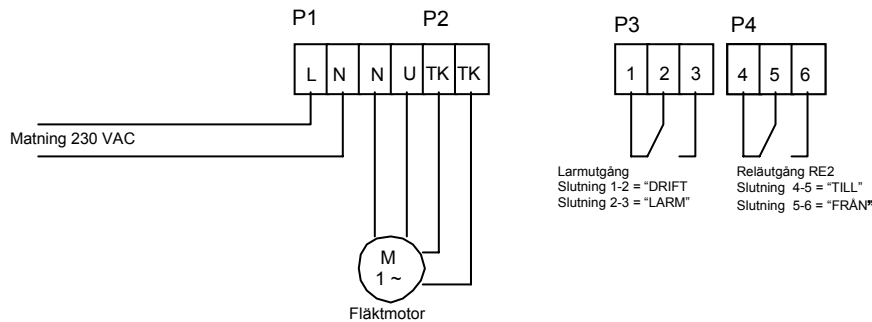 P1 P2 P3 P4
L N N U TK TK 1 2 3 4 5 6
Matning 230 VAC
Larmutgång
Slutning 1-2 = “DRIFT
Slutning 2-3 = “LARM”
Reläutgång RE2
Slutning 4-5 = “TILL”
Slutning 5-6 = “FRÅN”
M
1 ~
Fläktmotor